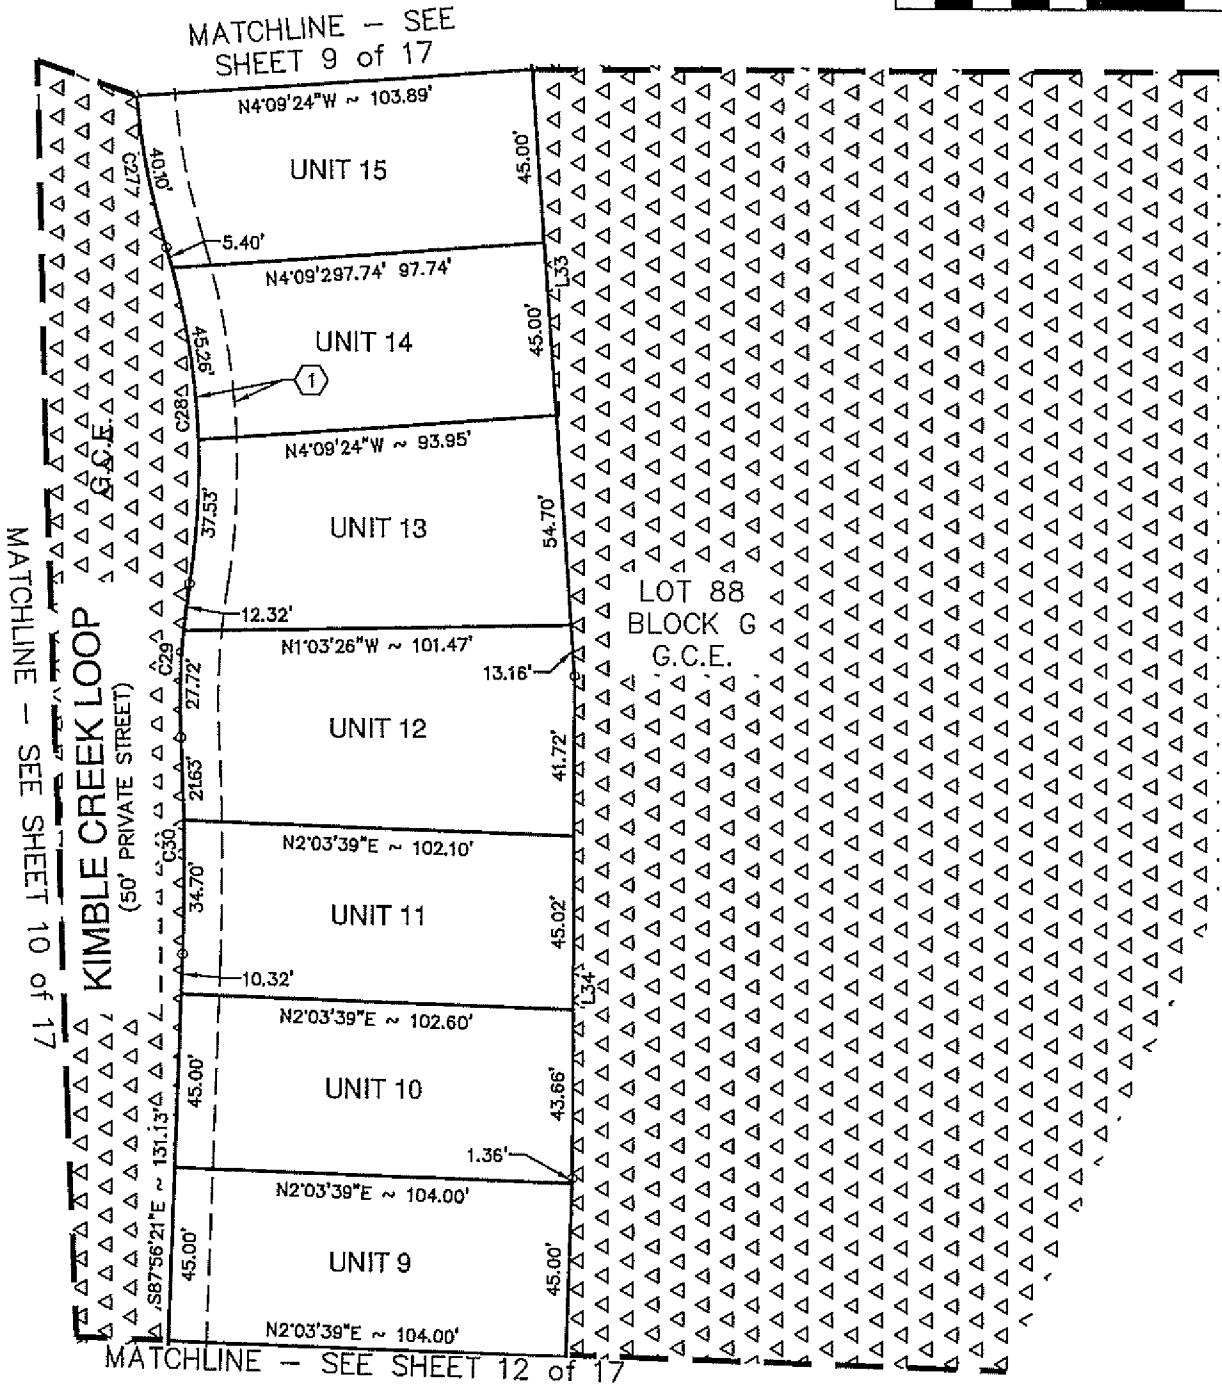 MATCHLINE – SEE
SHEET 9 of 17
N4°09'24"W ~ 103.89'
UNIT 15
45.00'
40.10'
C277
5.40'
N4°09'297.74' 97.74'
L33
UNIT 14
45.00'
45.26'
1
C28
G.C.E.
N4°09'24"W ~ 93.95'
37.53'
UNIT 13
54.70'
12.32'
LOT 88
BLOCK G
G.C.E.
N1°03'26"W ~ 101.47'
C29
27.72'
13.16'
UNIT 12
41.72'
21.63'
KIMBLE CREEK LOOP
(50' PRIVATE STREET)
MATCHLINE – SEE SHEET 10 of 17
C30
N2°03'39"E ~ 102.10'
34.70'
UNIT 11
45.02'
10.32'
L34
N2°03'39"E ~ 102.60'
45.00'
UNIT 10
43.66'
1.36'
S87°56'21"E ~ 131.13'
N2°03'39"E ~ 104.00'
45.00'
UNIT 9
45.00'
N2°03'39"E ~ 104.00'
MATCHLINE – SEE SHEET 12 of 17